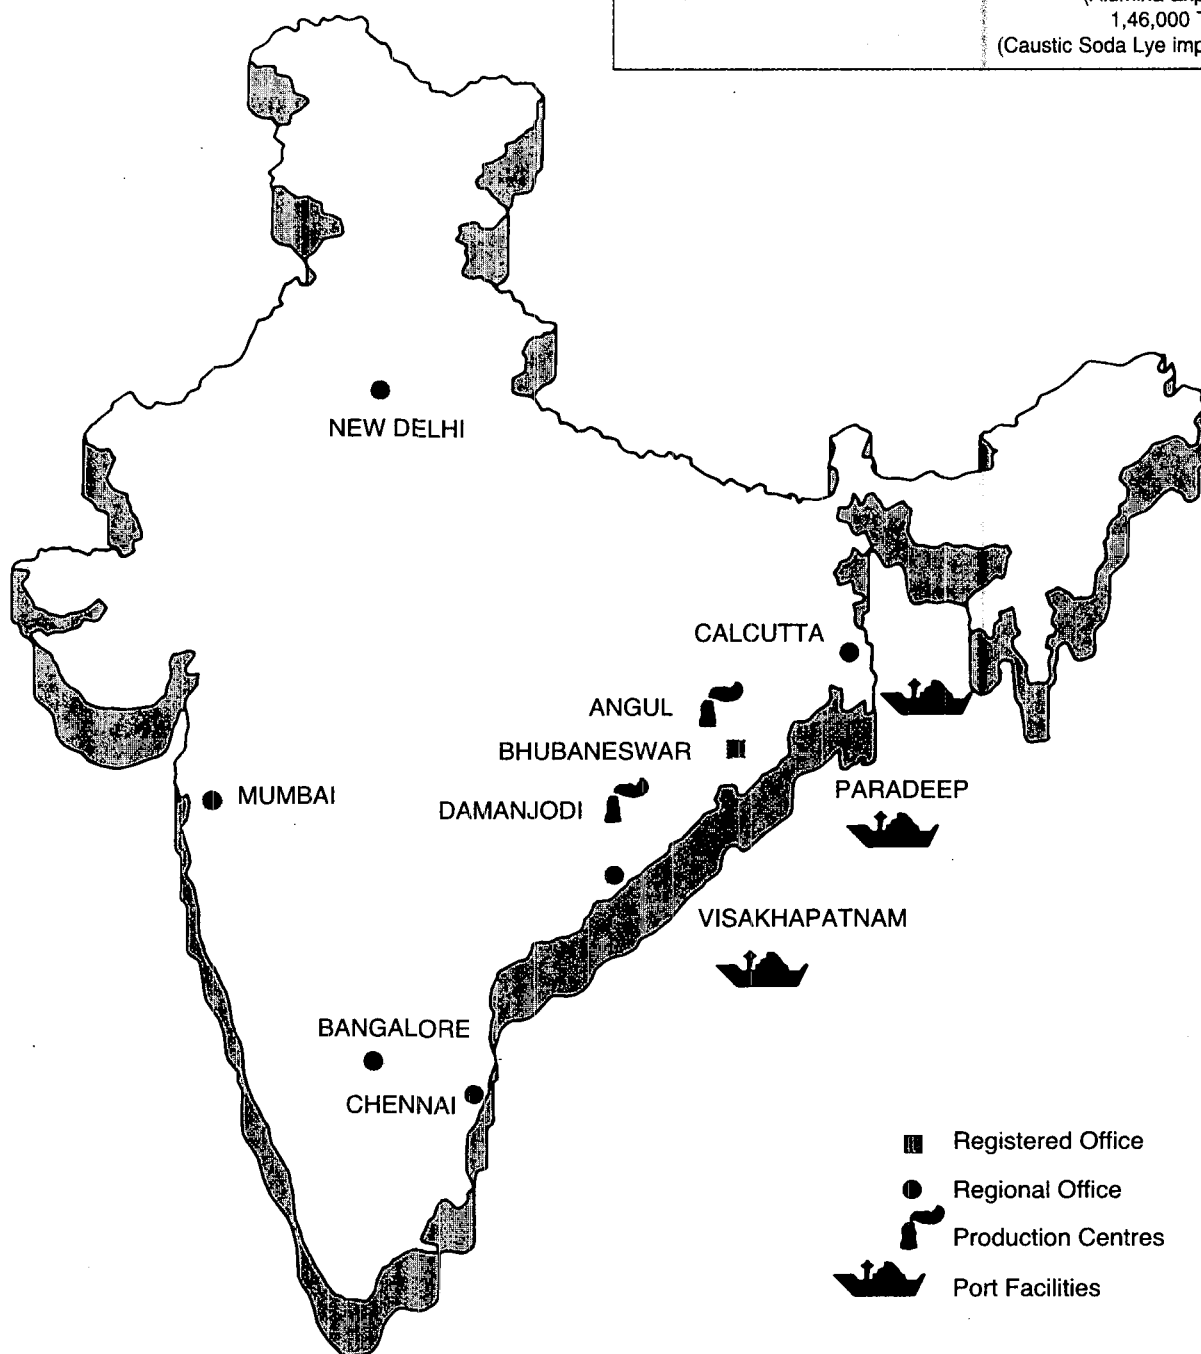 1,46,000
(Caustic Soda Lye
NEW DELHI
CALCUTTA
ANGUL
BHUBANESWAR
MUMBAI
DAMANJODI
PARADEEP
VISAKHAPATNAM
BANGALORE
CHENNAI
Registered Office
Regional Office
Production Centres
Port Facilities